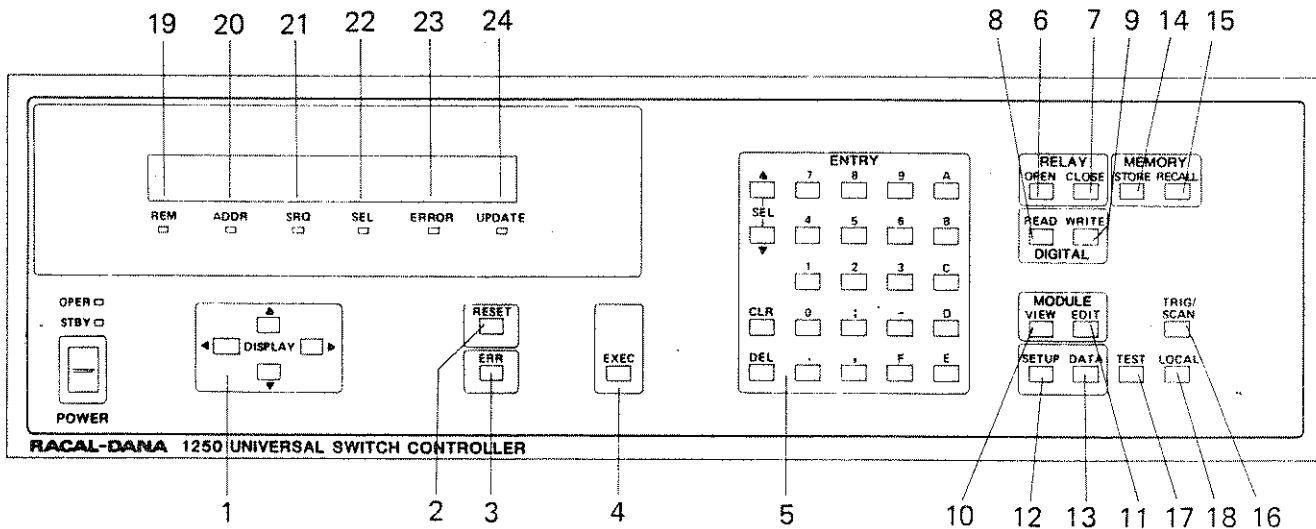 19 20 21 22 23 24 8 6 7 9 14 15
ENTRY
RELAY MEMORY
OPEN CLOSE STORE RECALL
7 8 9 A
REM ADDR SRQ SEL ERROR UPDATE
SEL
4 5 6 B
READ WRITE
DIGITAL
1 2 3 C
OPER
STBY
DISPLAY
RESET
ERR
EXEC
CLR 0 : - D
DEL . , F E
MODULE
VIEW EDIT
TRIG/
SCAN
SETUP DATA TEST LOCAL
POWER
RACAL-DANA 1250 UNIVERSAL SWITCH CONTROLLER
1 2 3 4 5 10 12 13 11 17 18 16